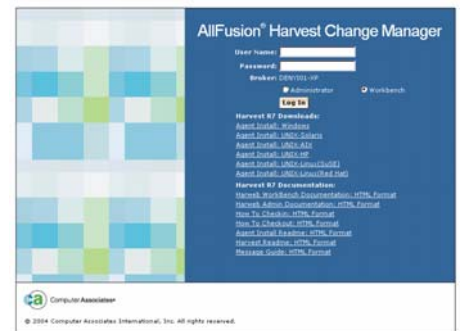 AllFusion® Harvest Change Manager
User Name:
Password:
Broker: DENYS01-XP
Administrator Workbench
Log In
Harvest R7 Downloads:
Agent Install: Windows
Agent Install: UNIX-Solaris
Agent Install: UNIX-AIX
Agent Install: UNIX-HP
Agent Install: UNIX-Linux(SuSE)
Agent Install: UNIX-Linux(Red Hat)
Harvest R7 Documentation:
Harweb Workbench Documentation: HTML Format
Harweb Admin Documentation: HTML Format
How To Checkin: HTML Format
How To Checkout: HTML Format
Agent Install Readme: HTML Format
Harvest Readme: HTML Format
Message Guide: HTML Format
ca Computer Associates®
© 2004 Computer Associates International, Inc. All rights reserved.